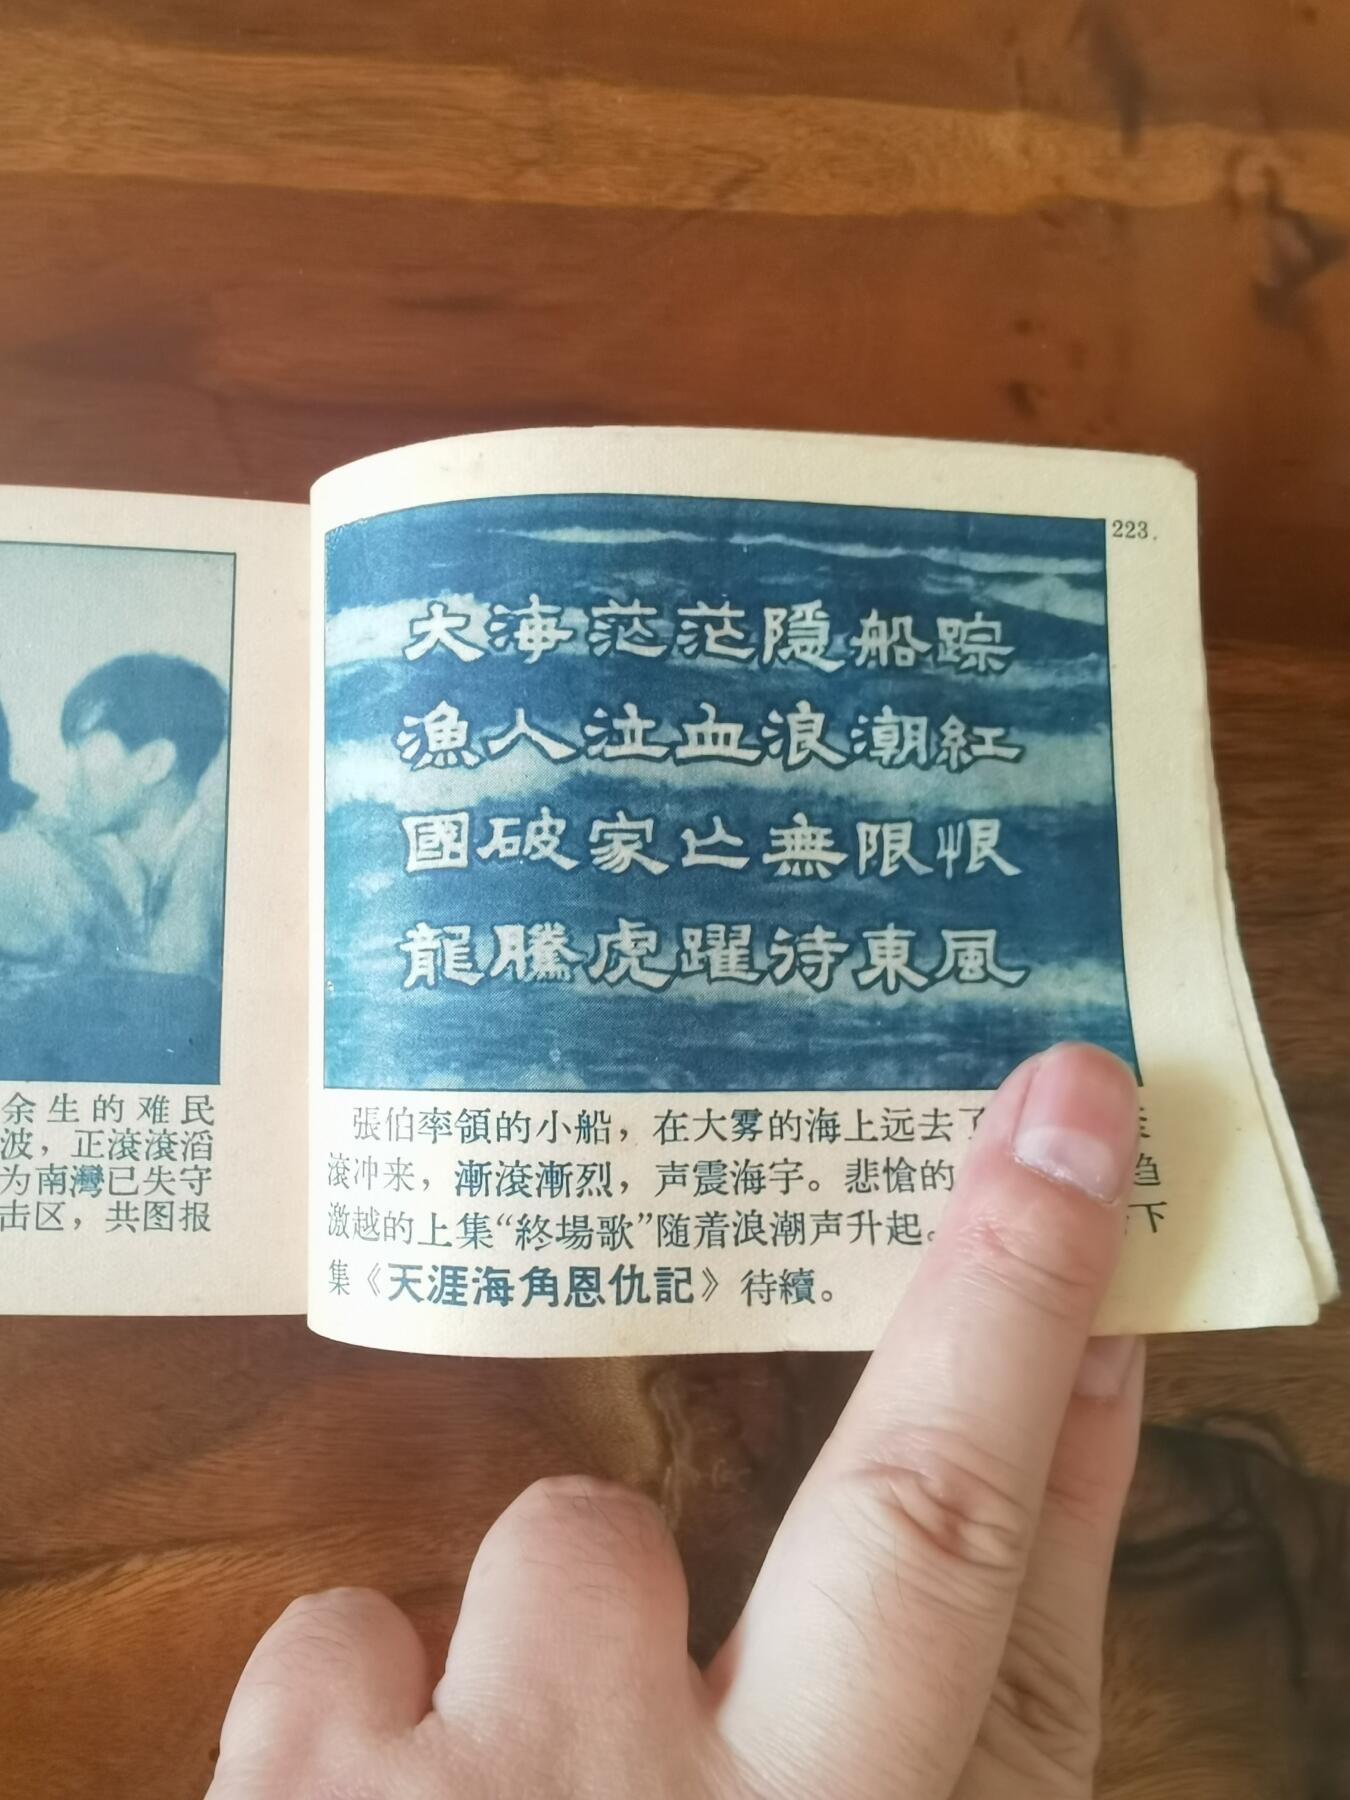 余生的难民
波，正滾滾滔
为南灣已失守
击区，共图报
223.
大海茫茫隱船踪
漁人泣血浪潮紅
國破家亡無限恨
龍騰虎躍待東風
張伯率領的小船，在大雾的海上远去了
滾冲来，漸滾漸烈，声震海宇。悲愴的
激越的上集“終場歌”随着浪潮声升起。下
集《天涯海角恩仇記》待續。